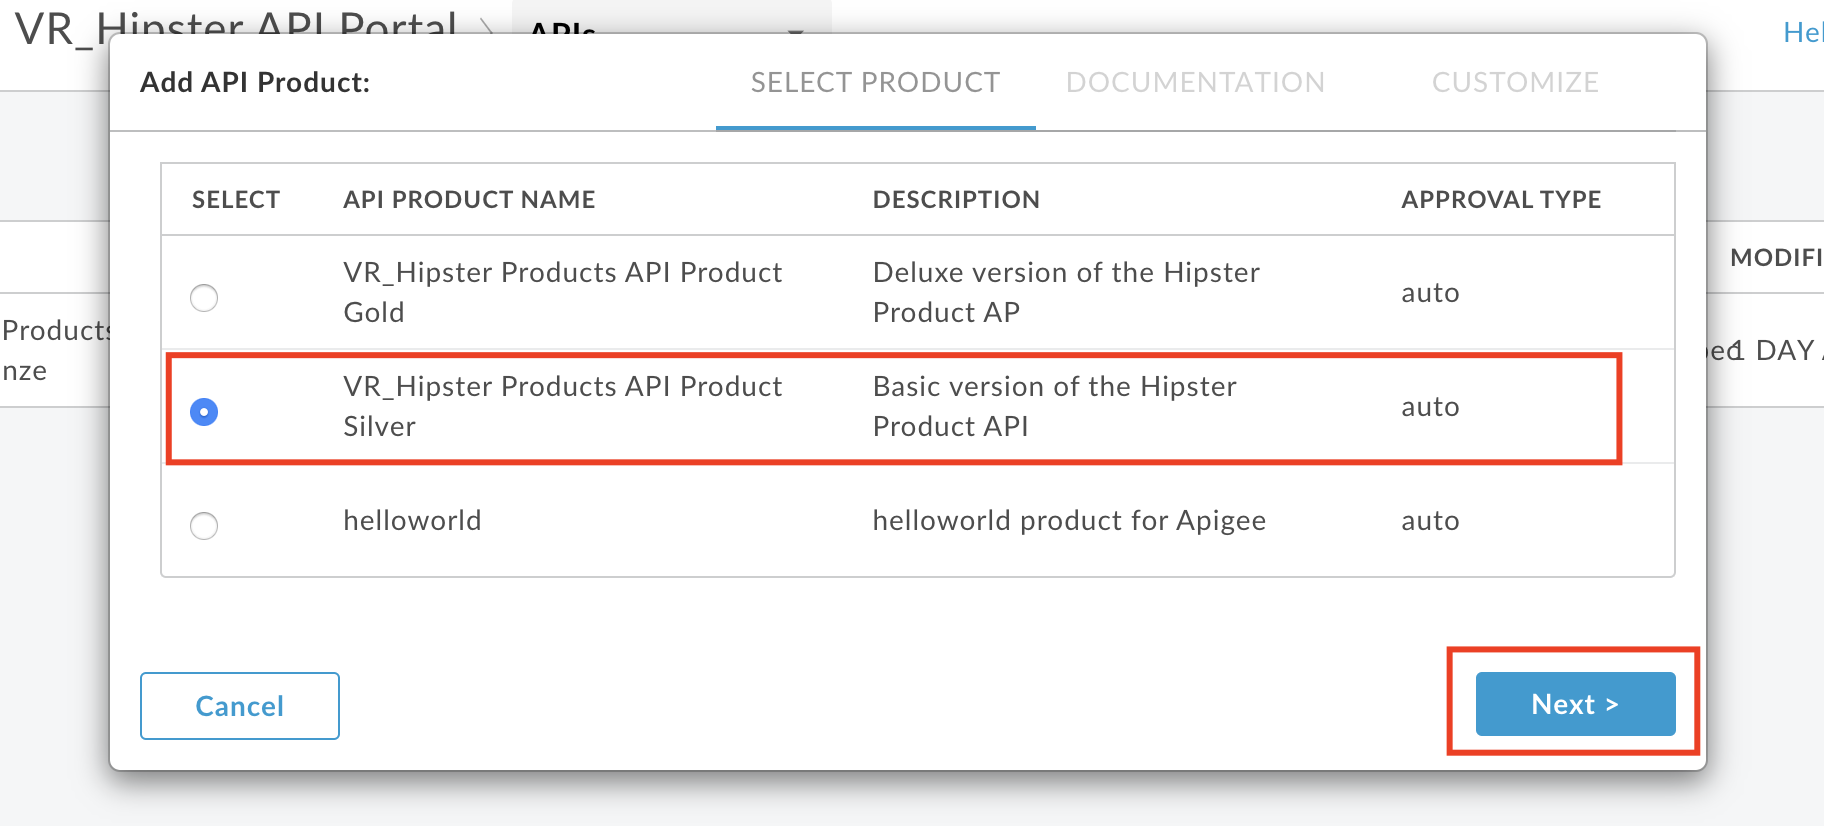 VR_Hipster API Portal
APIs
Hel
Add API Product:
SELECT PRODUCT
DOCUMENTATION
CUSTOMIZE
SELECT
API PRODUCT NAME
DESCRIPTION
APPROVAL TYPE
MODIFI
VR_Hipster Products API Product
Gold
Deluxe version of the Hipster
Product AP
auto
Products
nze
1 DAY
VR_Hipster Products API Product
Silver
Basic version of the Hipster
Product API
auto
helloworld
helloworld product for Apigee
auto
Cancel
Next >